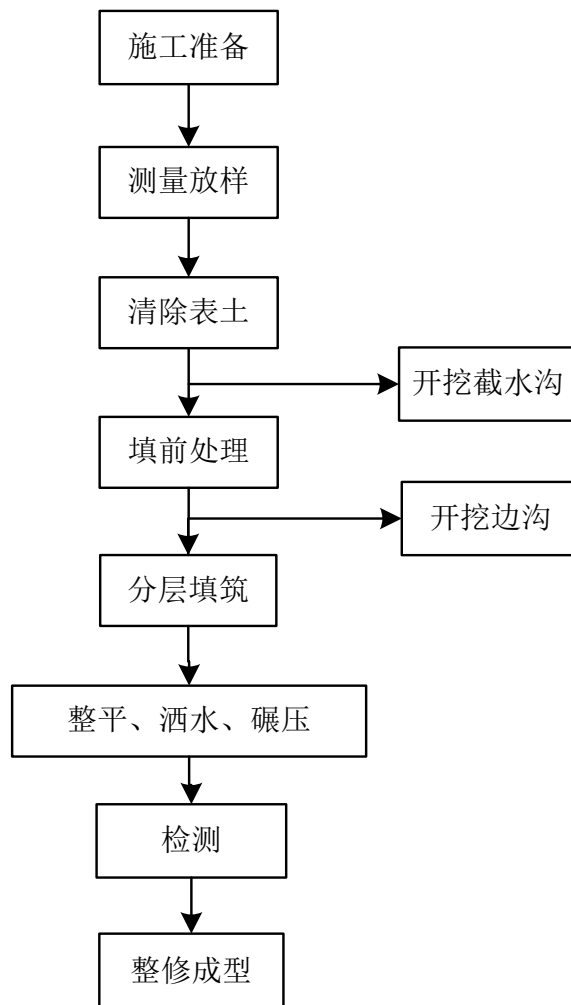 施工准备
测量放样
清除表土
开挖截水沟
填前处理
开挖边沟
分层填筑
整平、洒水、碾压
检测
整修成型